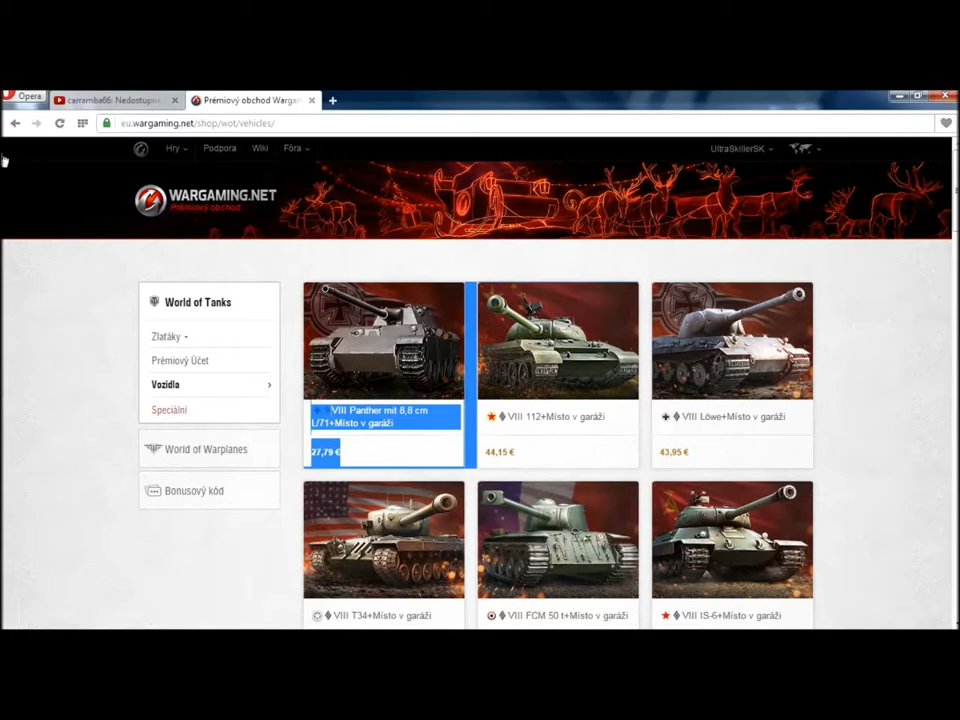 Opera
carramba66: Nedostupné
Prémiový obchod Wargam
eu.wargaming.net/shop/wot/vehicles/
Hry Podpora Wiki Fóra UltraSkillerSK
WARGAMING.NET
Prémiový obchod
World of Tanks
Zlaťáky
Prémiový Účet
Vozidla
Speciální
World of Warplanes
Bonusový kód
VIII Panther mit 8,8 cm
L/71+Místo v garáži
27,79 €
VIII 112+Místo v garáži
44,15 €
VIII Löwe+Místo v garáži
43,95 €
VIII T34+Místo v garáži
VIII FCM 50 t+Místo v garáži
VIII IS-6+Místo v garáži